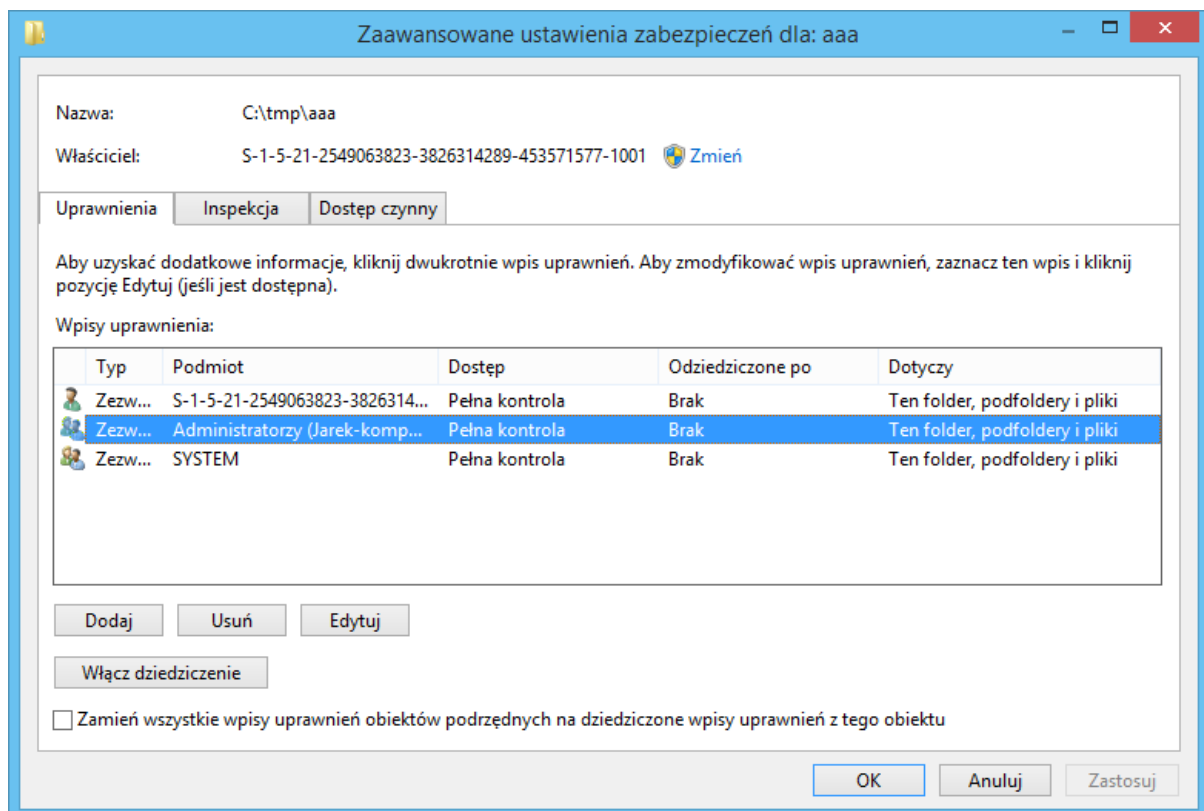 Zaawansowane ustawienia zabezpieczeń dla: aaa
Nazwa: C:\tmp\aaa
Właściciel: S-1-5-21-2549063823-3826314289-453571577-1001 Zmień
Uprawnienia Inspekcja Dostęp czynny
Aby uzyskać dodatkowe informacje, kliknij dwukrotnie wpis uprawnień. Aby zmodyfikować wpis uprawnień, zaznacz ten wpis i kliknij
pozycję Edytuj (jeśli jest dostępna).
Wpisy uprawnienia:
Typ Podmiot Dostęp Odziedziczone po Dotyczy
Zezw... S-1-5-21-2549063823-3826314... Pełna kontrola Brak Ten folder, podfoldery i pliki
Zezw... Administratorzy (Jarek-komp... Pełna kontrola Brak Ten folder, podfoldery i pliki
Zezw... SYSTEM Pełna kontrola Brak Ten folder, podfoldery i pliki
Dodaj Usuń Edytuj
Włącz dziedziczenie
Zamień wszystkie wpisy uprawnień obiektów podrzędnych na dziedziczone wpisy uprawnień z tego obiektu
OK Anuluj Zastosuj